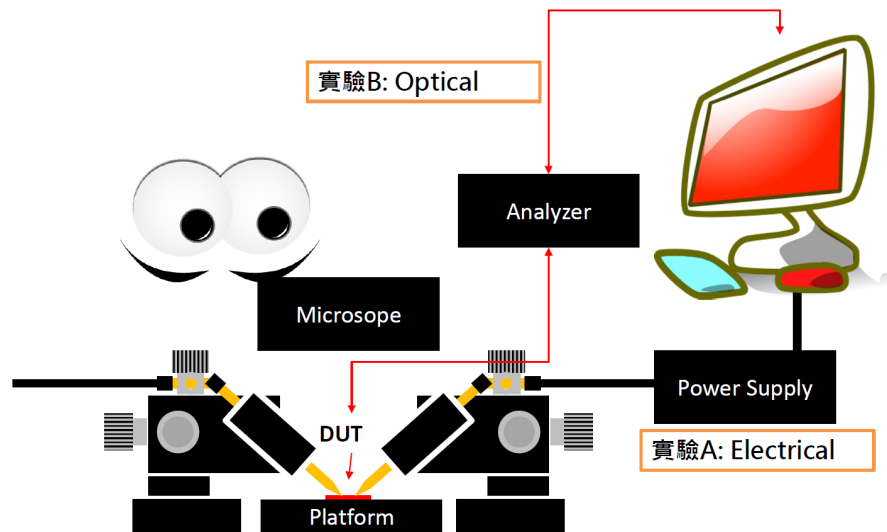 實驗B: Optical
Analyzer
Microsope
Power Supply
DUT
實驗A: Electrical
Platform